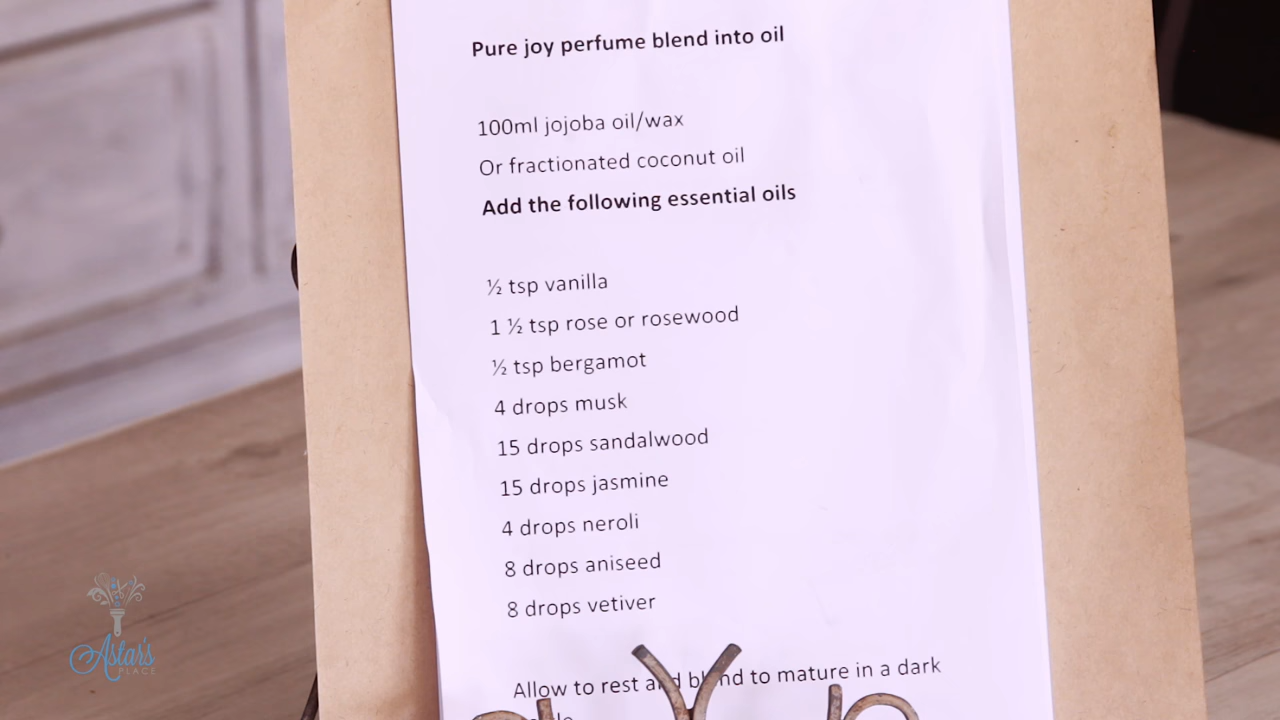 Pure joy perfume blend into oil
100ml jojoba oil/wax
Or fractionated coconut oil
Add the following essential oils
½ tsp vanilla
1 ½ tsp rose or rosewood
½ tsp bergamot
4 drops musk
15 drops sandalwood
15 drops jasmine
4 drops neroli
8 drops aniseed
8 drops vetiver
Allow to rest and blend to mature in a dark
Astar's
PLACE